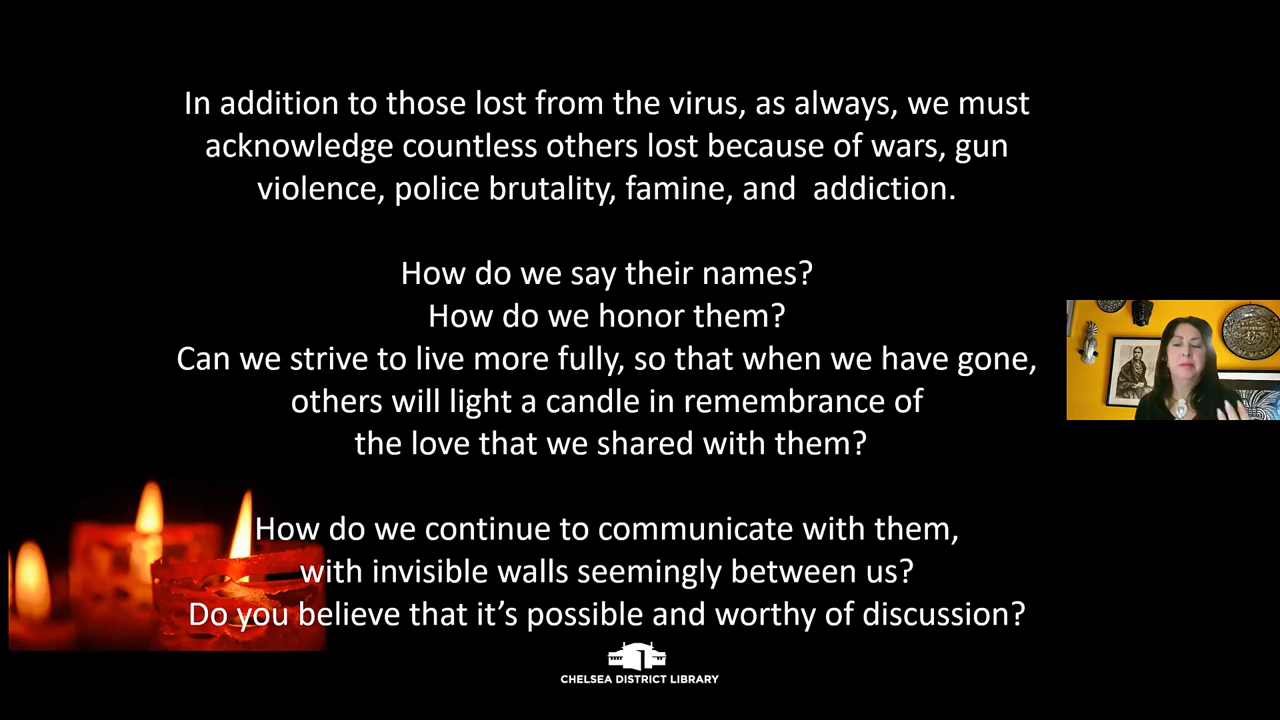 In addition to those lost from the virus, as always, we must
acknowledge countless others lost because of wars, gun
violence, police brutality, famine, and  addiction.
How do we say their names?
How do we honor them?
Can we strive to live more fully, so that when we have gone,
others will light a candle in remembrance of
the love that we shared with them?
How do we continue to communicate with them,
with invisible walls seemingly between us?
Do you believe that it’s possible and worthy of discussion?
CHELSEA DISTRICT LIBRARY